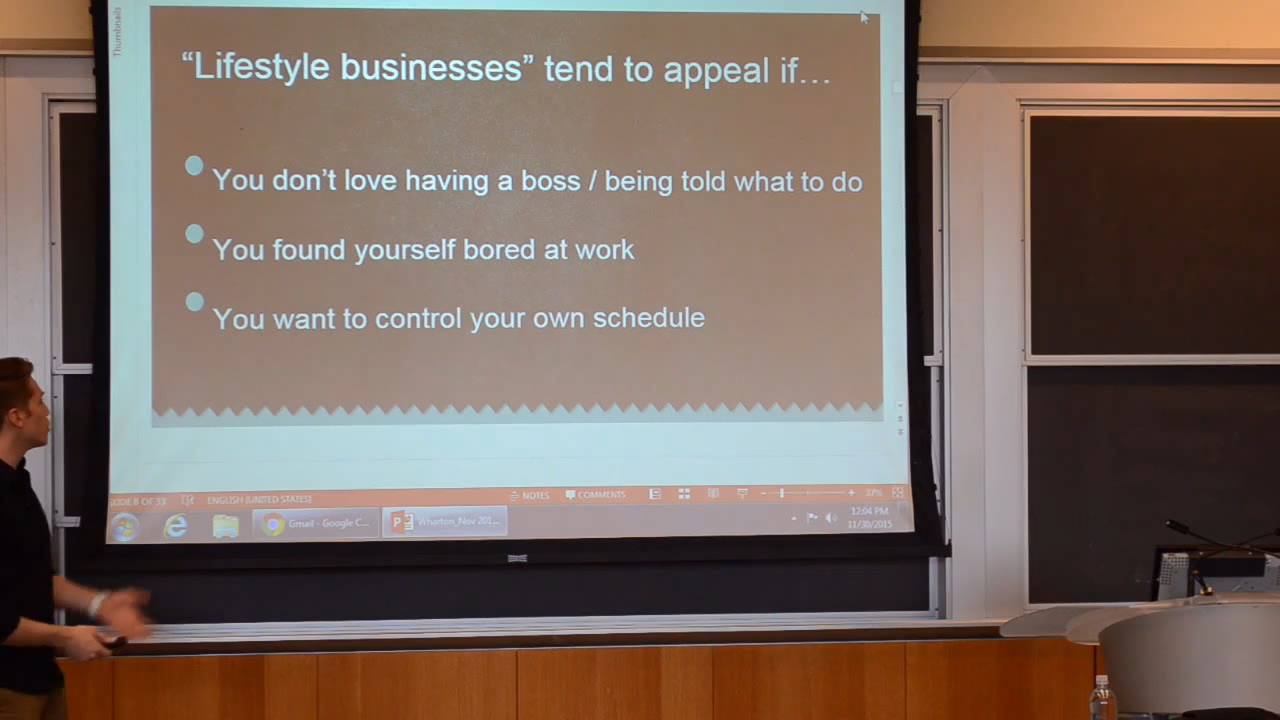 Thumbnails
“Lifestyle businesses” tend to appeal if…
You don’t love having a boss / being told what to do
You found yourself bored at work
You want to control your own schedule
SLIDE 8 OF 33 ENGLISH (UNITED STATES) NOTES COMMENTS 37%
Gmail - Google C... Wharton_Nov 201... 12:04 PM
11/30/2015